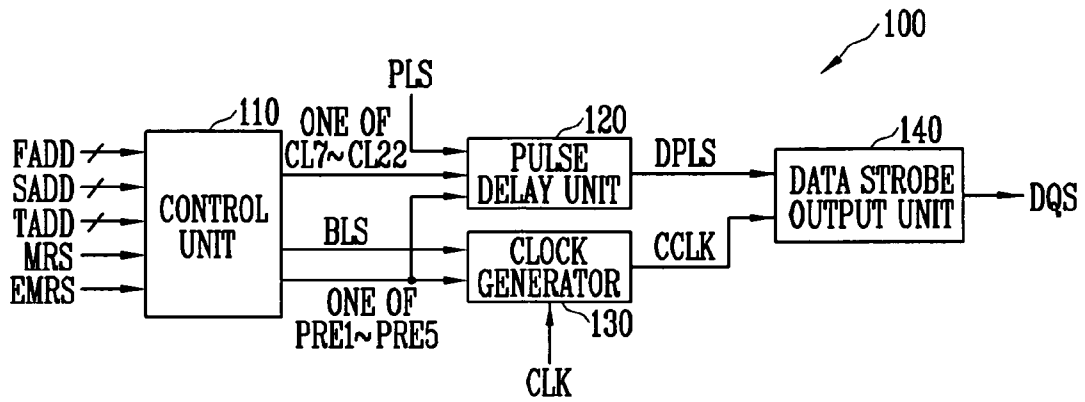 100
PLS
110
ONE OF
CL7~CL22
120
140
FADD
SADD
TADD
MRS
EMRS
CONTROL
UNIT
PULSE
DELAY UNIT
DPLS
DATA STROBE
OUTPUT UNIT
DQS
BLS
CLOCK
GENERATOR
CCLK
ONE OF
PRE1~PRE5
130
CLK